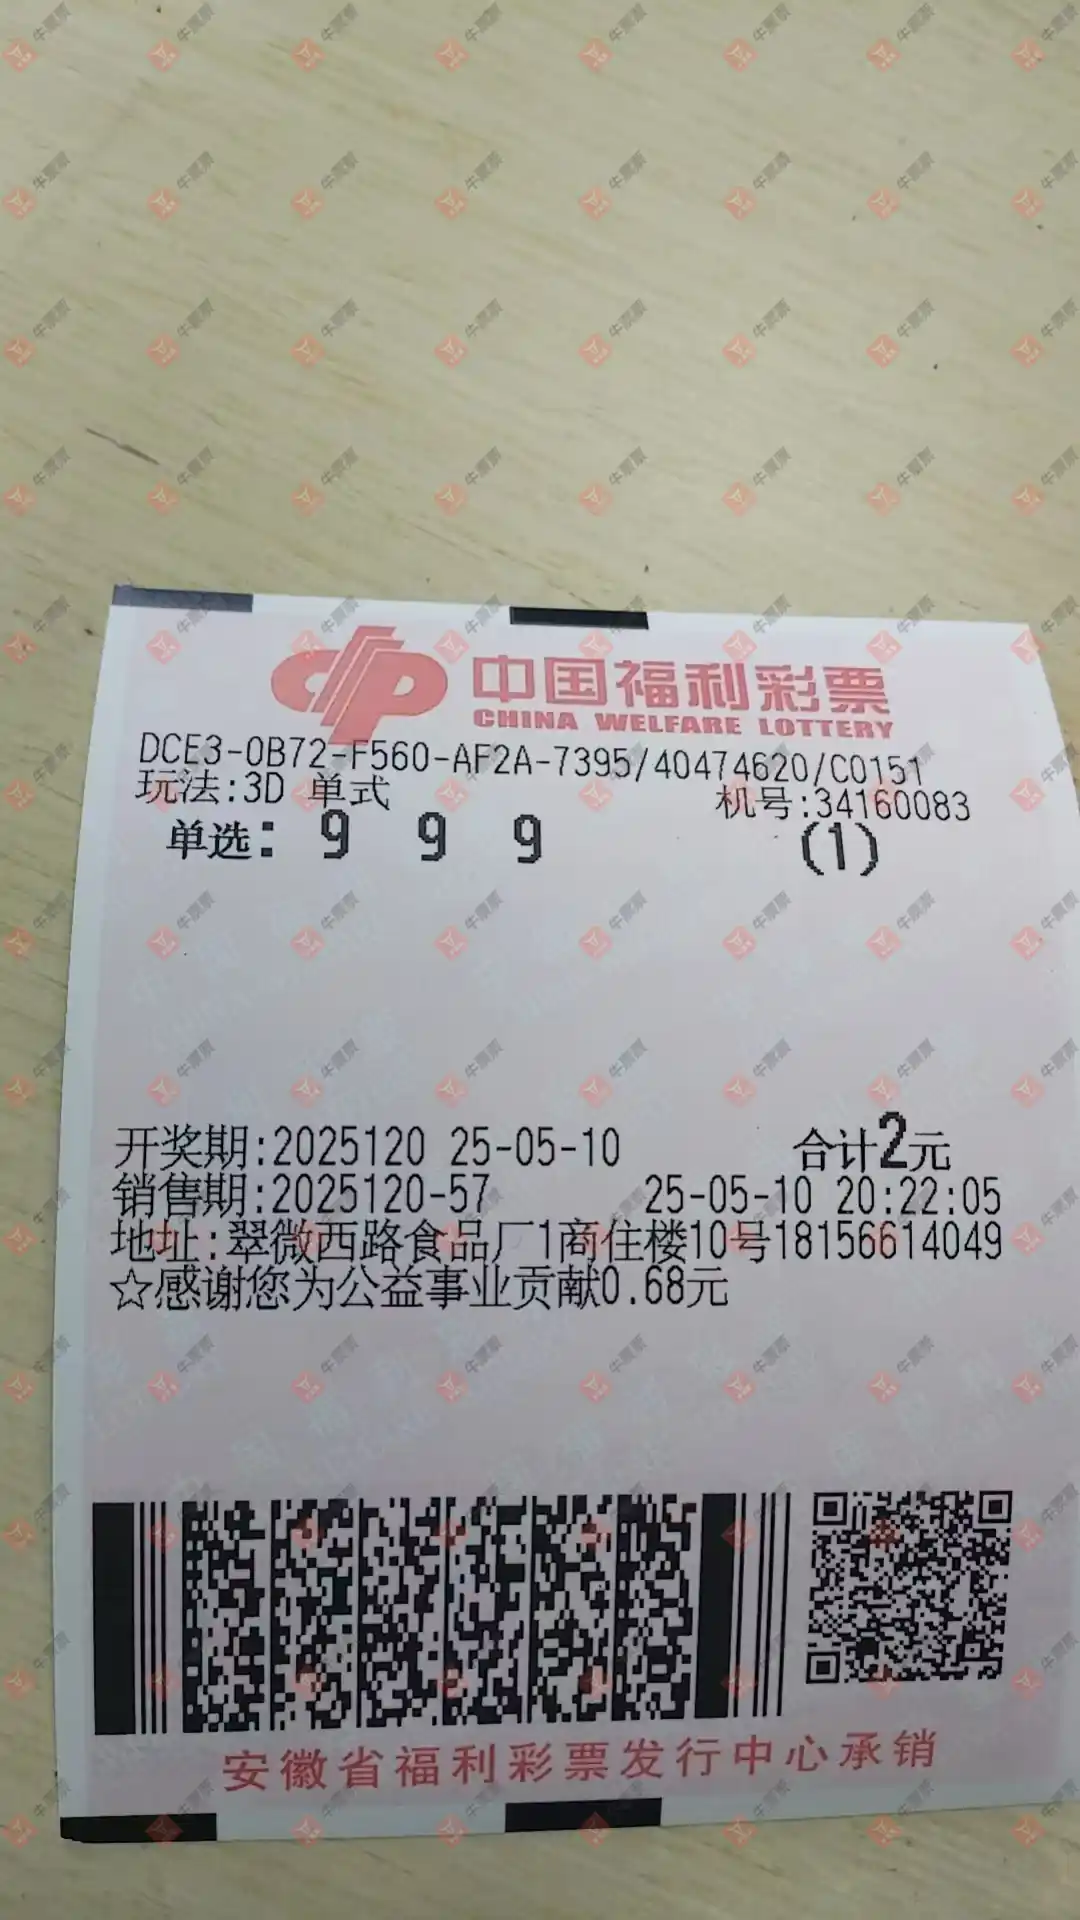 中国福利彩票
CHINA WELFARE LOTTERY
DCE3-0B72-F560-AF2A-7395/40474620/C0151
玩法:3D 单式 机号:34160083
单选: 9 9 9 (1)
开奖期:2025120 25-05-10 合计2元
销售期:2025120-57 25-05-10 20:22:05
地址:翠微西路食品厂1商住楼10号18156614049
☆感谢您为公益事业贡献0.68元
安徽省福利彩票发行中心承销
牛票票